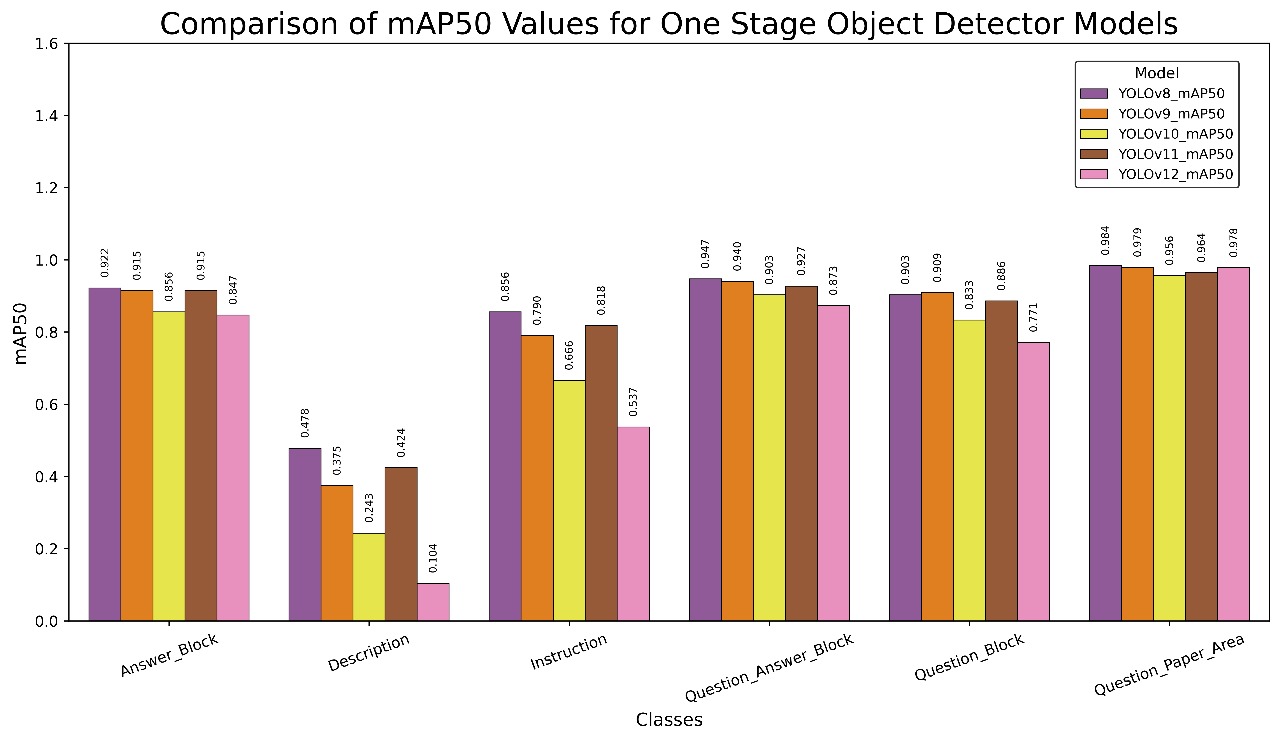 Comparison of mAP50 Values for One Stage Object Detector Models
Model
YOLOv8_mAP50
YOLOv9_mAP50
YOLOv10_mAP50
YOLOv11_mAP50
YOLOv12_mAP50
mAP50
1.6
1.4
1.2
1.0
0.8
0.6
0.4
0.2
0.0
0.922
0.915
0.856
0.915
0.847
0.478
0.375
0.243
0.424
0.104
0.856
0.790
0.666
0.818
0.537
0.947
0.940
0.903
0.927
0.873
0.903
0.909
0.833
0.886
0.771
0.984
0.979
0.956
0.964
0.978
Answer_Block
Description
Instruction
Question_Answer_Block
Question_Block
Question_Paper_Area
Classes